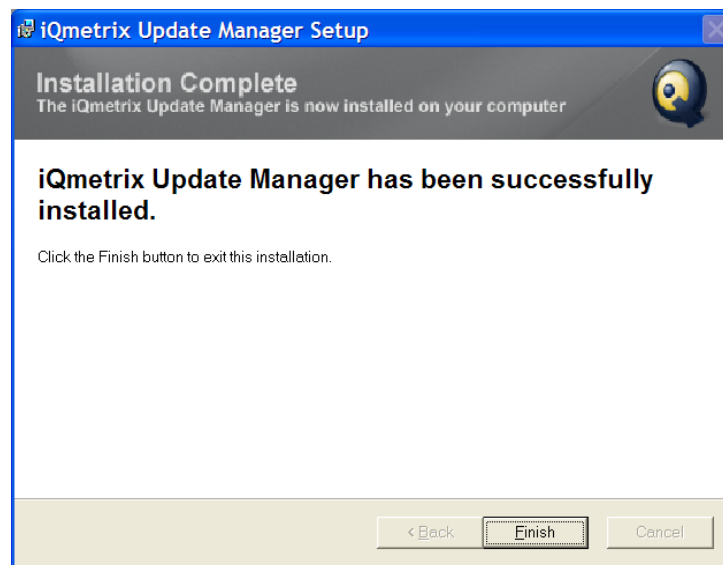 iQmetrix Update Manager Setup
Installation Complete
The iQmetrix Update Manager is now installed on your computer
iQmetrix Update Manager has been successfully
installed.
Click the Finish button to exit this installation.
< Back
Finish
Cancel